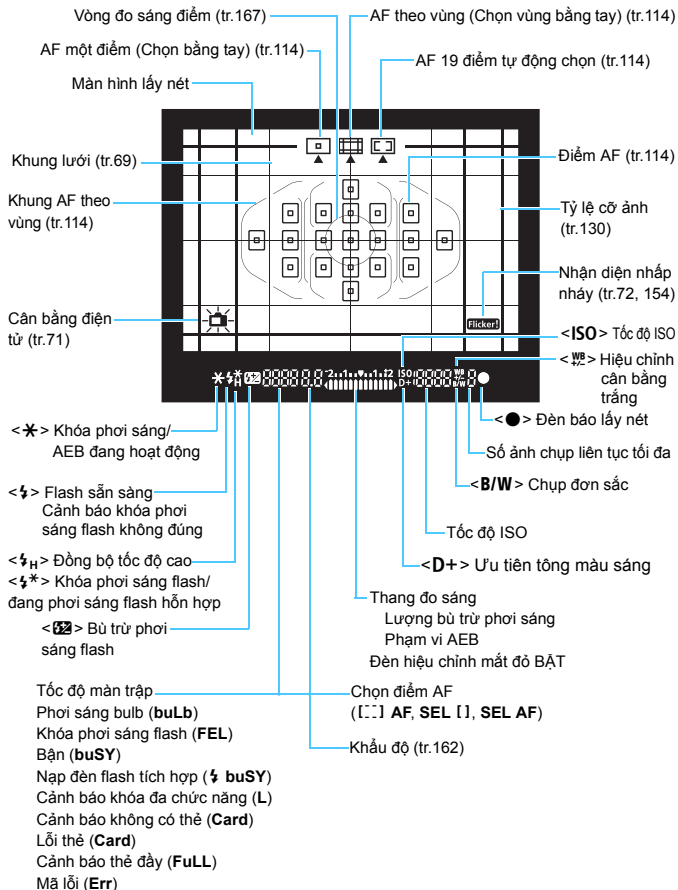 Vòng đo sáng điểm (tr.167)
AF theo vùng (Chọn vùng bằng tay) (tr.114)
AF một điểm (Chọn bằng tay) (tr.114)
AF 19 điểm tự động chọn (tr.114)
Màn hình lấy nét
Khung lưới (tr.69)
Điểm AF (tr.114)
Khung AF theo
vùng (tr.114)
Tỷ lệ cỡ ảnh
(tr.130)
Nhận diện nhấp
nháy (tr.72, 154)
Flicker!
Cân bằng điện
tử (tr.71)
<ISO> Tốc độ ISO
<WB +/-> Hiệu chỉnh
cân bằng
trắng
-2..1..▼..1.:2 ISO D+ WB +/- B/W
<●> Đèn báo lấy nét
<✱> Khóa phơi sáng/
AEB đang hoạt động
Số ảnh chụp liên tục tối đa
<B/W> Chụp đơn sắc
<⚡> Flash sẵn sàng
Cảnh báo khóa phơi
sáng flash không đúng
Tốc độ ISO
<⚡H> Đồng bộ tốc độ cao
<D+> Ưu tiên tông màu sáng
<⚡*> Khóa phơi sáng flash/
đang phơi sáng flash hỗn hợp
Thang đo sáng
Lượng bù trừ phơi sáng
Phạm vi AEB
Đèn hiệu chỉnh mắt đỏ BẬT
<⚡±> Bù trừ phơi
sáng flash
Tốc độ màn trập
Phơi sáng bulb (buLb)
Khóa phơi sáng flash (FEL)
Bận (buSY)
Nạp đèn flash tích hợp (⚡ buSY)
Cảnh báo khóa đa chức năng (L)
Cảnh báo không có thẻ (Card)
Lỗi thẻ (Card)
Cảnh báo thẻ đầy (FuLL)
Mã lỗi (Err)
Chọn điểm AF
([---] AF, SEL [ ], SEL AF)
Khẩu độ (tr.162)